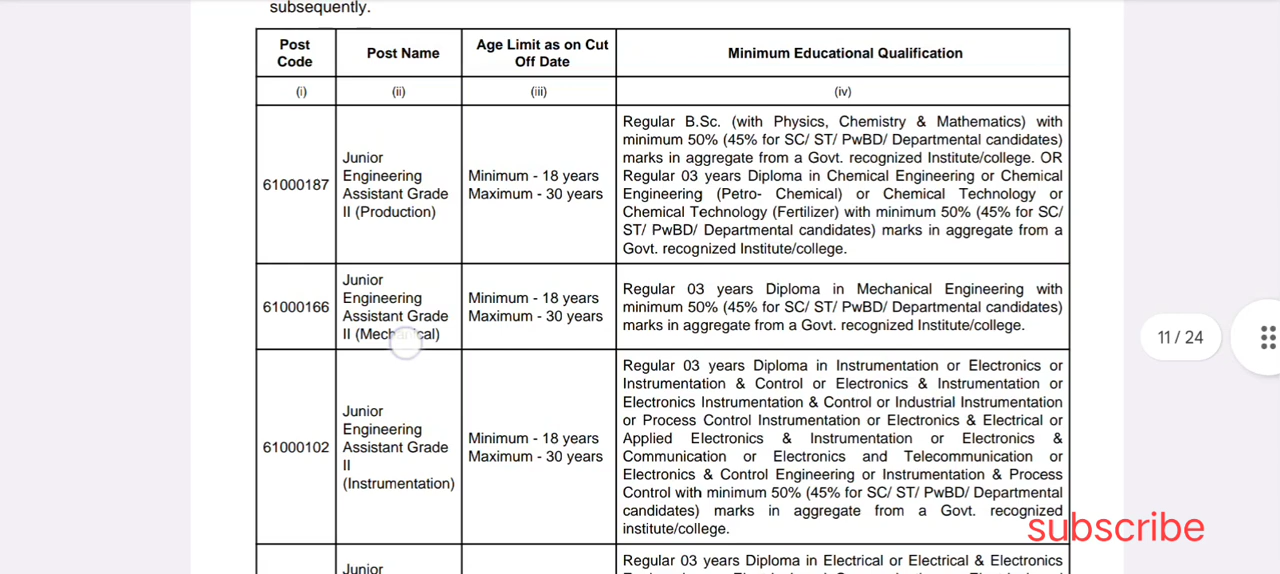 subsequently.
Post Code
Post Name
Age Limit as on Cut Off Date
Minimum Educational Qualification
(i)
(ii)
(iii)
(iv)
61000187
Junior
Engineering
Assistant Grade
II (Production)
Minimum - 18 years
Maximum - 30 years
Regular B.Sc. (with Physics, Chemistry & Mathematics) with
minimum 50% (45% for SC/ ST/ PwBD/ Departmental candidates)
marks in aggregate from a Govt. recognized Institute/college. OR
Regular 03 years Diploma in Chemical Engineering or Chemical
Engineering (Petro- Chemical) or Chemical Technology or
Chemical Technology (Fertilizer) with minimum 50% (45% for SC/
ST/ PwBD/ Departmental candidates) marks in aggregate from a
Govt. recognized Institute/college.
61000166
Junior
Engineering
Assistant Grade
II (Mechanical)
Minimum - 18 years
Maximum - 30 years
Regular 03 years Diploma in Mechanical Engineering with
minimum 50% (45% for SC/ ST/ PwBD/ Departmental candidates)
marks in aggregate from a Govt. recognized Institute/college.
61000102
Junior
Engineering
Assistant Grade
II
(Instrumentation)
Minimum - 18 years
Maximum - 30 years
Regular 03 years Diploma in Instrumentation or Electronics or
Instrumentation & Control or Electronics & Instrumentation or
Electronics Instrumentation & Control or Industrial Instrumentation
or Process Control Instrumentation or Electronics & Electrical or
Applied Electronics & Instrumentation or Electronics &
Communication or Electronics and Telecommunication or
Electronics & Control Engineering or Instrumentation & Process
Control with minimum 50% (45% for SC/ ST/ PwBD/ Departmental
candidates) marks in aggregate from a Govt. recognized
institute/college.
Junior
Regular 03 years Diploma in Electrical or Electrical & Electronics
11 / 24
subscribe